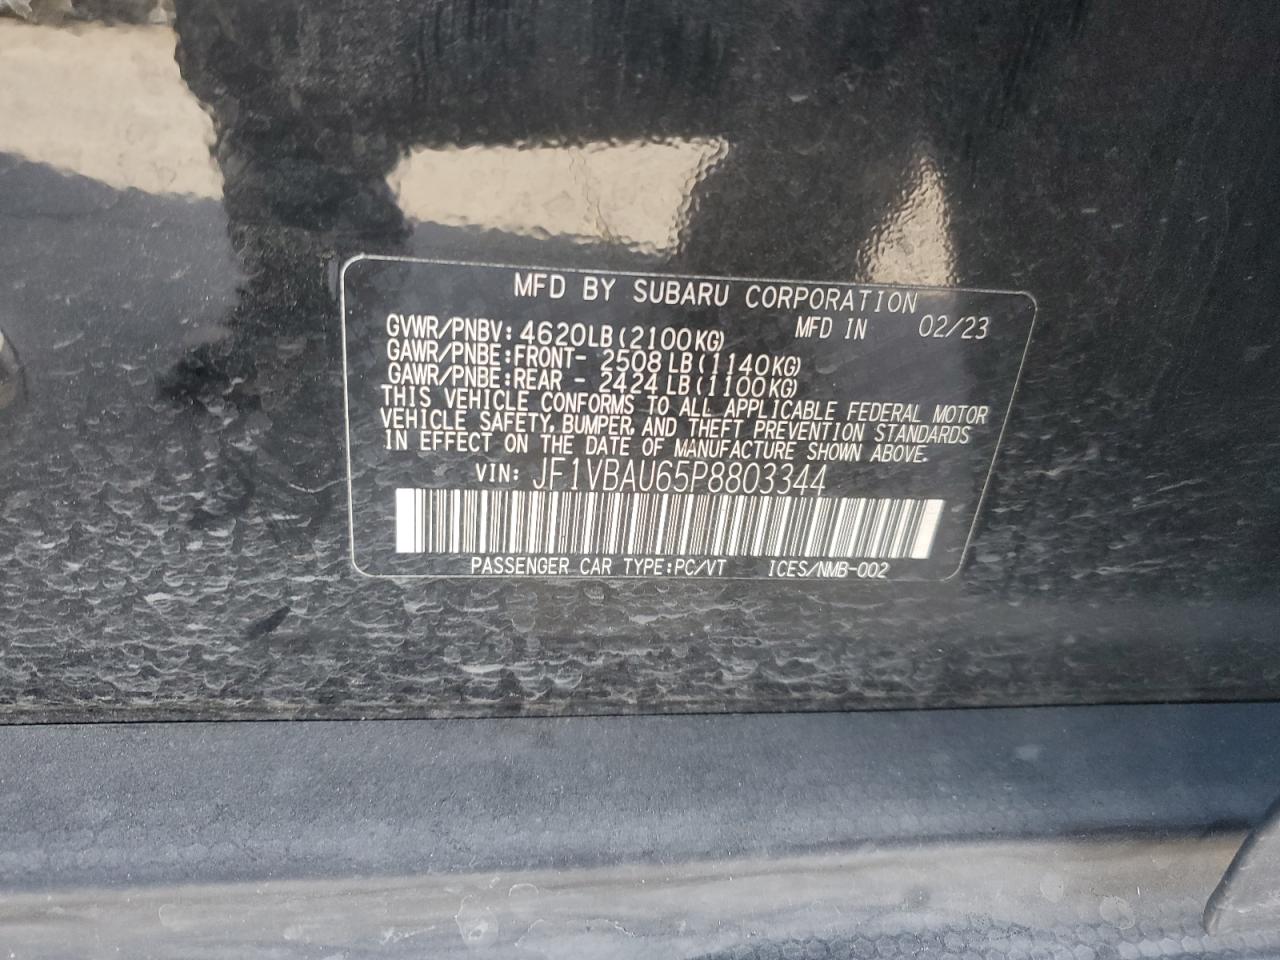 MFD BY SUBARU CORPORATION
MFD IN 02/23
GVWR/PNBV: 4620LB(2100KG)
GAWR/PNBE:FRONT- 2508LB(1140KG)
GAWR/PNBE:REAR - 2424LB(1100KG)
THIS VEHICLE CONFORMS TO ALL APPLICABLE FEDERAL MOTOR
VEHICLE SAFETY, BUMPER, AND THEFT PREVENTION STANDARDS
IN EFFECT ON THE DATE OF MANUFACTURE SHOWN ABOVE.
VIN: JF1VBAU65P8803344
PASSENGER CAR TYPE:PC/VT ICES/NMB-002